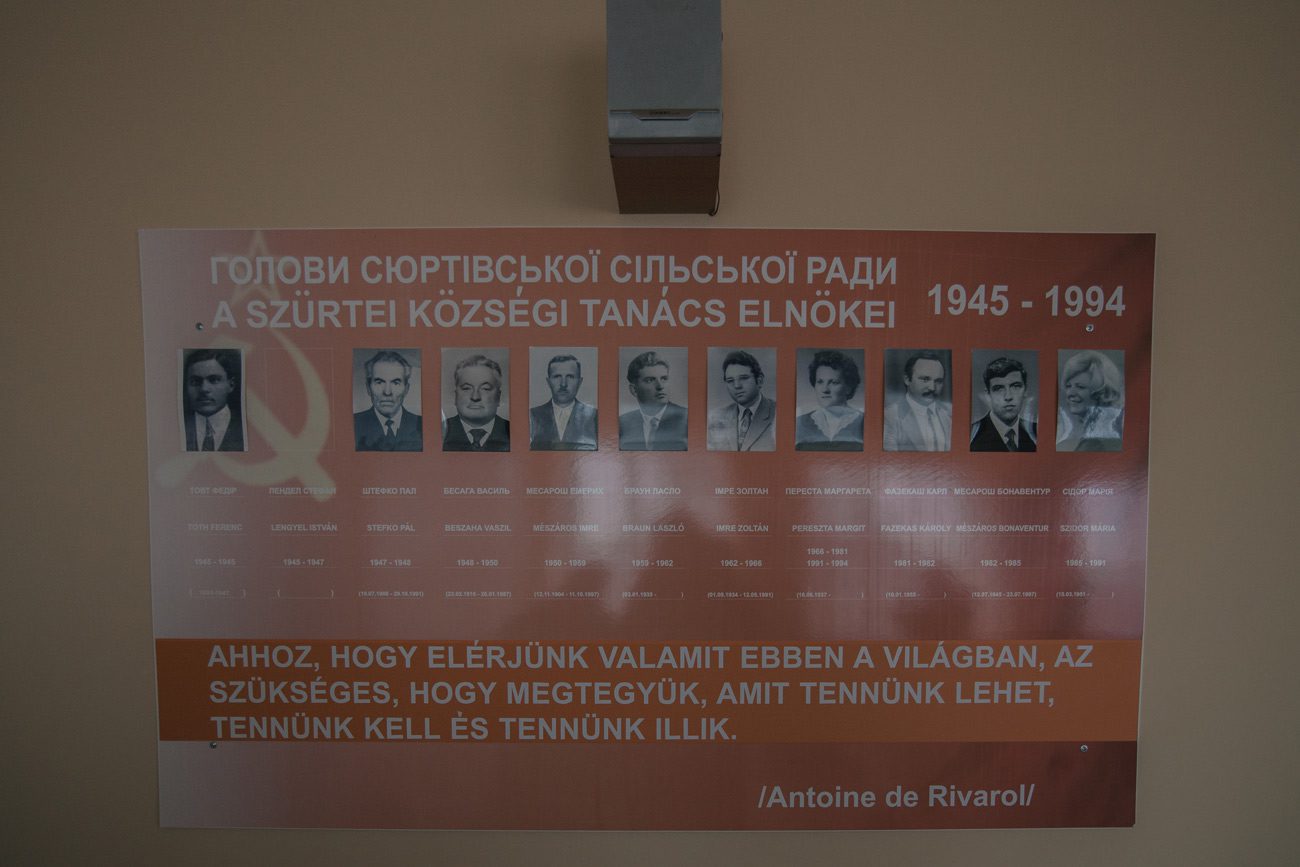 ГОЛОВИ СЮРТІВСЬКОЇ СІЛЬСЬКОЇ РАДИ
A SZÜRTEI KÖZSÉGI TANÁCS ELNÖKEI
1945 - 1994
ТОВТ ФЕДІР ЛЕНДЕЛ СТЕФАН ШТЕФКО ПАЛ БЕСАГА ВАСИЛЬ МЕСАРОШ ЕМЕРИХ БРАУН ЛАСЛО ІМРЕ ЗОЛТАН ПЕРЕСТА МАРГАРЕТА ФАЗЕКАШ КАРЛ МЕСАРОШ БОНАВЕНТУР СІДОР МАРІЯ
TÓTH FERENC LENGYEL ISTVÁN STEFKÓ PÁL BESZAHA VASZIL MÉSZÁROS IMRE BRAUN LÁSZLÓ IMRE ZOLTÁN PERESZTA MARGIT FAZEKAS KÁROLY MÉSZÁROS BONAVENTUR SZIDOR MÁRIA
1966 - 1981
1945 - 1945 1945 - 1947 1947 - 1948 1948 - 1950 1950 - 1959 1959 - 1962 1962 - 1966 1991 - 1994 1981 - 1982 1982 - 1985 1985 - 1991
AHHOZ, HOGY ELÉRJÜNK VALAMIT EBBEN A VILÁGBAN, AZ
SZÜKSÉGES, HOGY MEGTEGYÜK, AMIT TENNÜNK LEHET,
TENNÜNK KELL ÉS TENNÜNK ILLIK.
/Antoine de Rivarol/